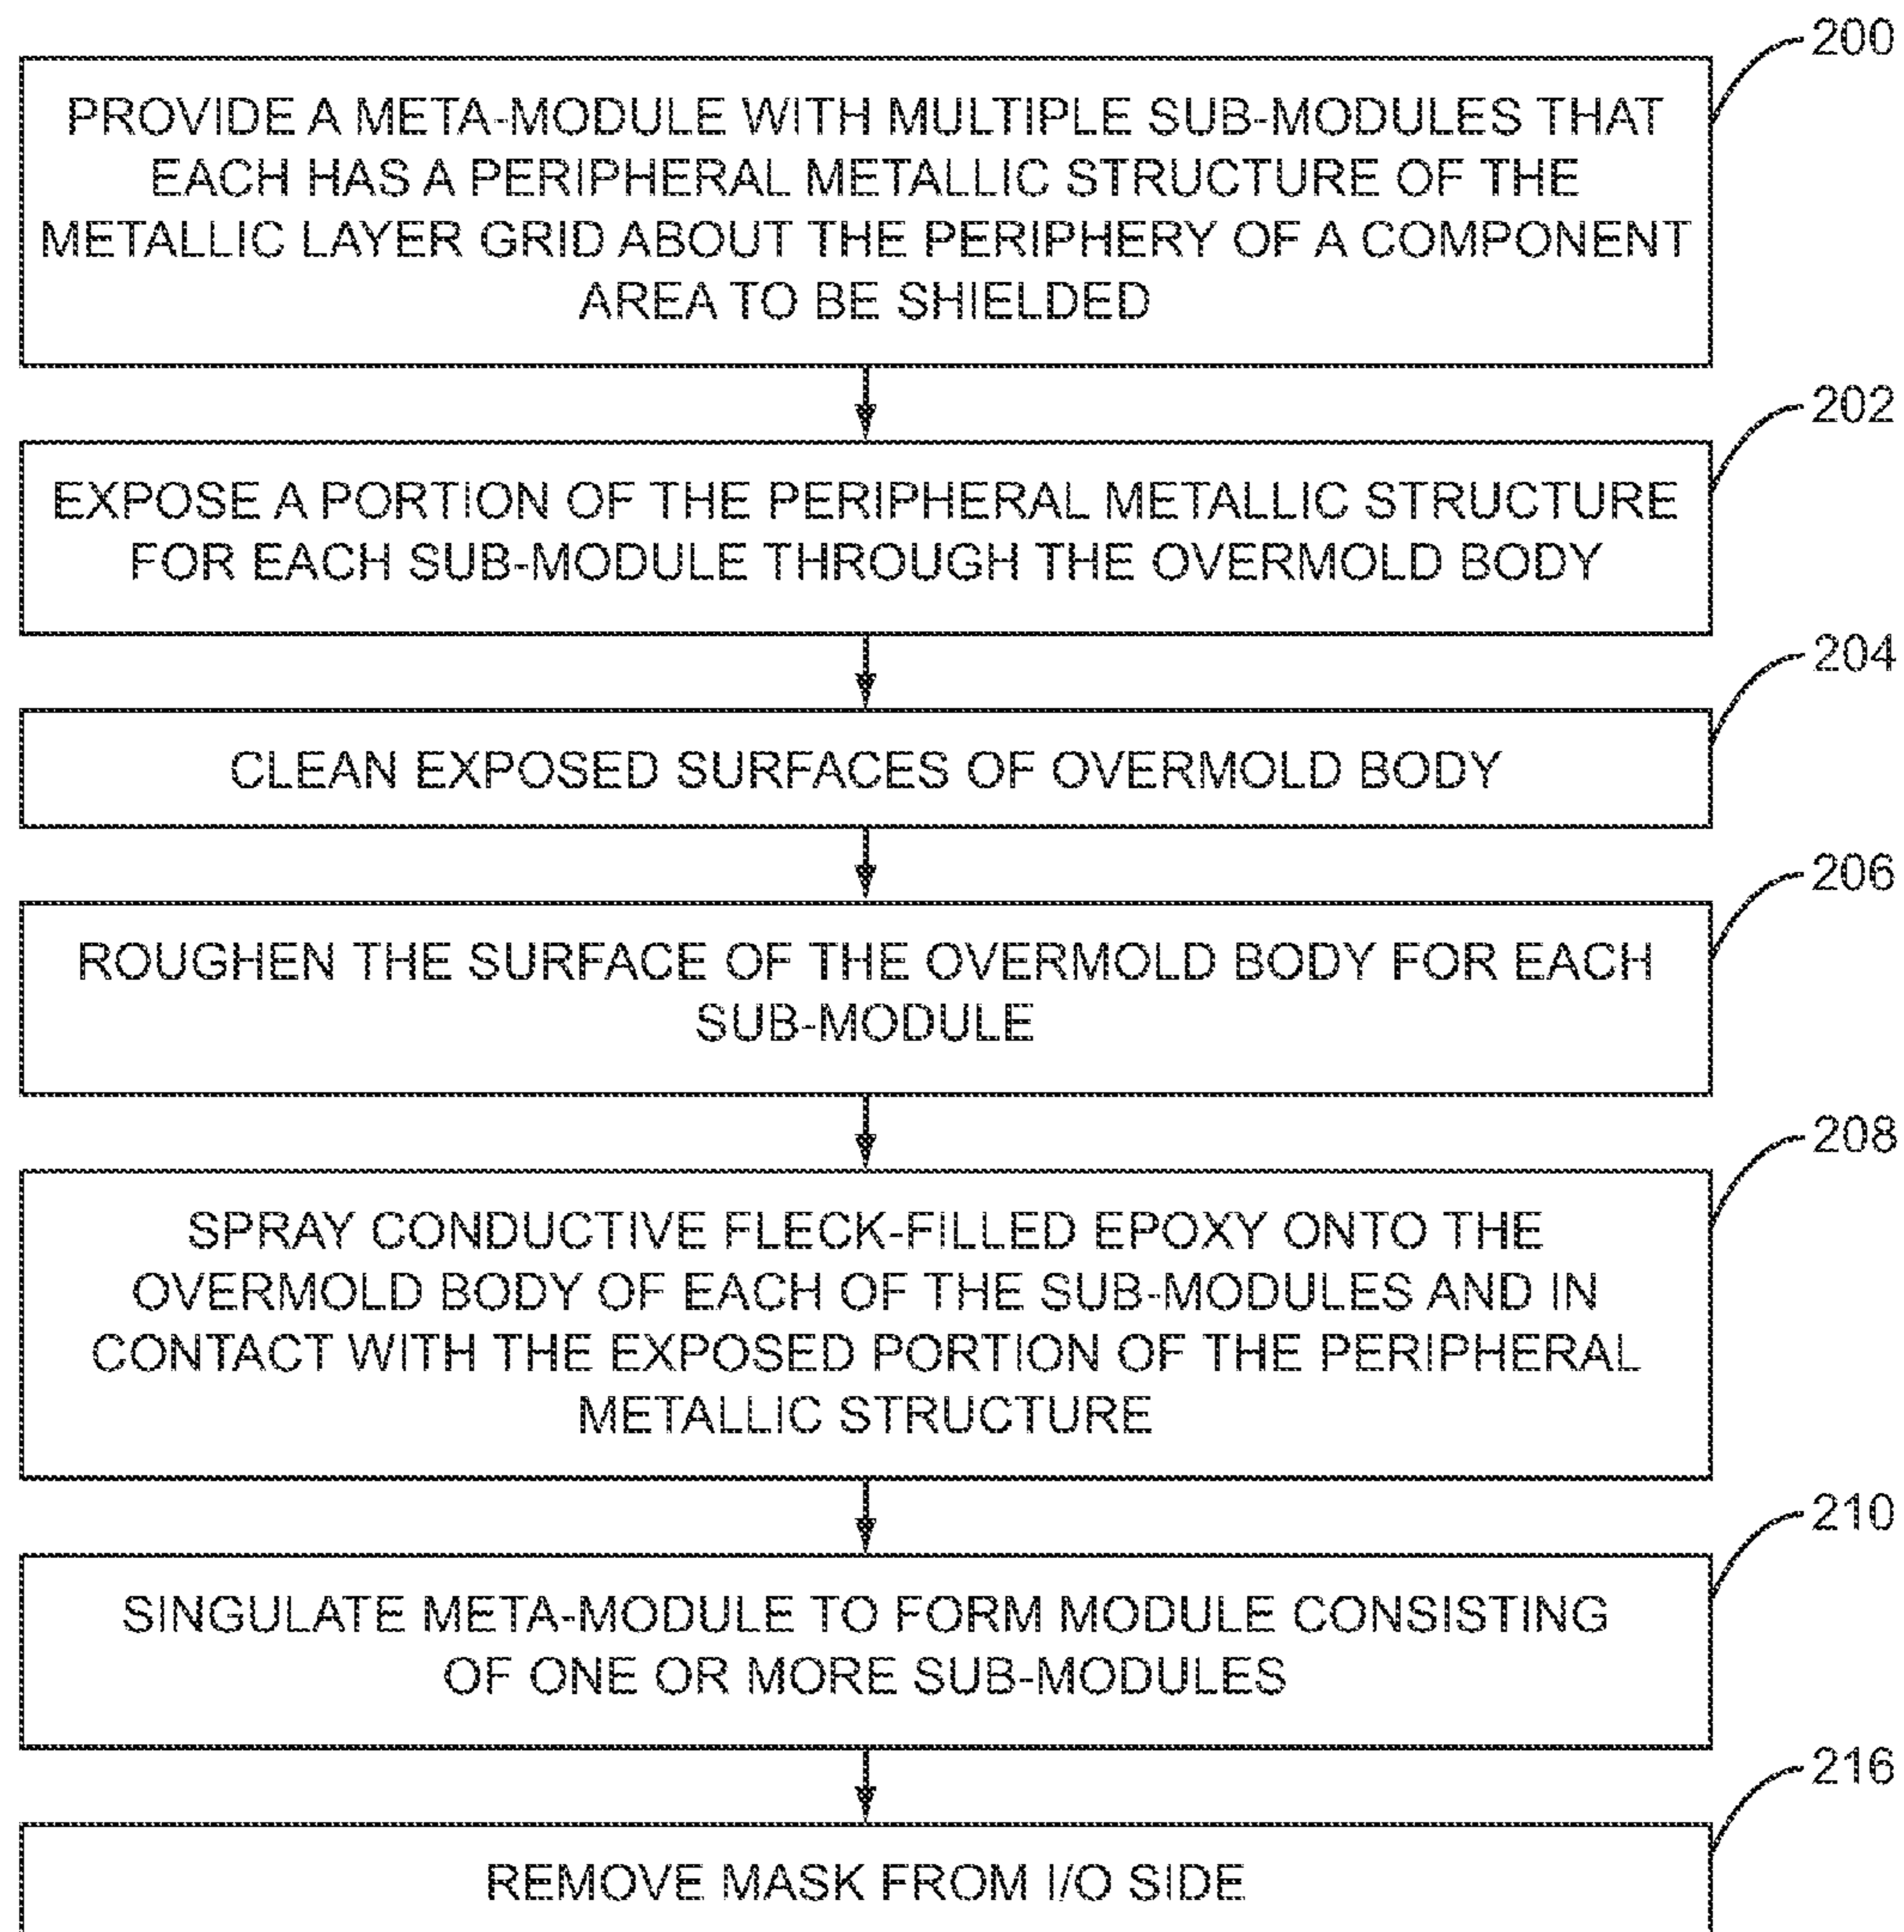 200
PROVIDE A META-MODULE WITH MULTIPLE SUB-MODULES THAT
EACH HAS A PERIPHERAL METALLIC STRUCTURE OF THE
METALLIC LAYER GRID ABOUT THE PERIPHERY OF A COMPONENT
AREA TO BE SHIELDED
202
EXPOSE A PORTION OF THE PERIPHERAL METALLIC STRUCTURE
FOR EACH SUB-MODULE THROUGH THE OVERMOLD BODY
204
CLEAN EXPOSED SURFACES OF OVERMOLD BODY
206
ROUGHEN THE SURFACE OF THE OVERMOLD BODY FOR EACH
SUB-MODULE
208
SPRAY CONDUCTIVE FLECK-FILLED EPOXY ONTO THE
OVERMOLD BODY OF EACH OF THE SUB-MODULES AND IN
CONTACT WITH THE EXPOSED PORTION OF THE PERIPHERAL
METALLIC STRUCTURE
210
SINGULATE META-MODULE TO FORM MODULE CONSISTING
OF ONE OR MORE SUB-MODULES
216
REMOVE MASK FROM I/O SIDE